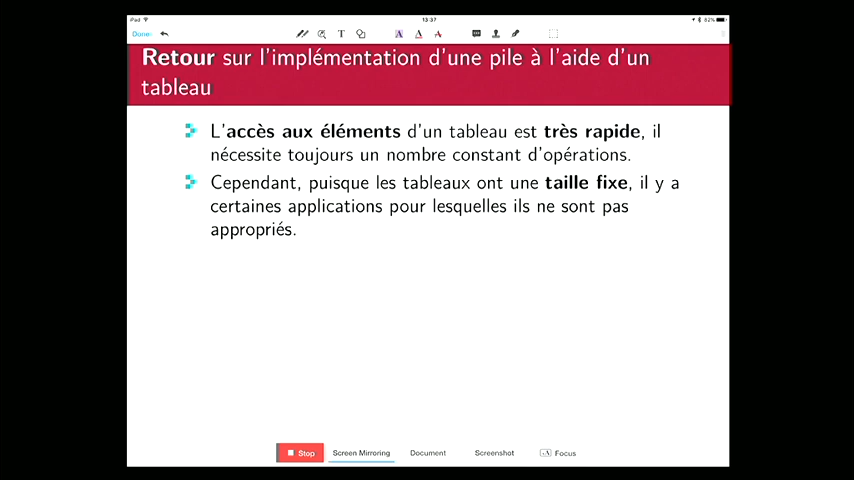 iPad
13:37
82%
Done
T
A
A
A
Retour sur l'implémentation d'une pile à l'aide d'un
tableau
L'accès aux éléments d'un tableau est très rapide, il
nécessite toujours un nombre constant d'opérations.
Cependant, puisque les tableaux ont une taille fixe, il y a
certaines applications pour lesquelles ils ne sont pas
appropriés.
Stop
Screen Mirroring
Document
Screenshot
Focus